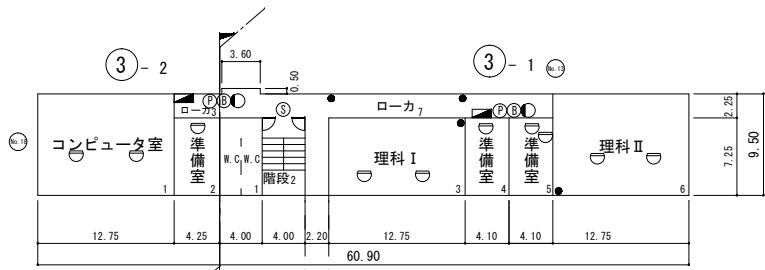 3.60
③ - 2
③ - 1
No.13
0.50
Ⓟ Ⓑ
ローカ3
Ⓢ
ローカ7
Ⓟ Ⓑ
2.25
No.18
コンピュータ室
準備室
W.C W.C
階段2
理科Ⅰ
準備室
準備室
理科Ⅱ
7.25
9.50
1
2
1
3
4
5
6
12.75
4.25
4.00
4.00
2.20
12.75
4.10
4.10
12.75
60.90